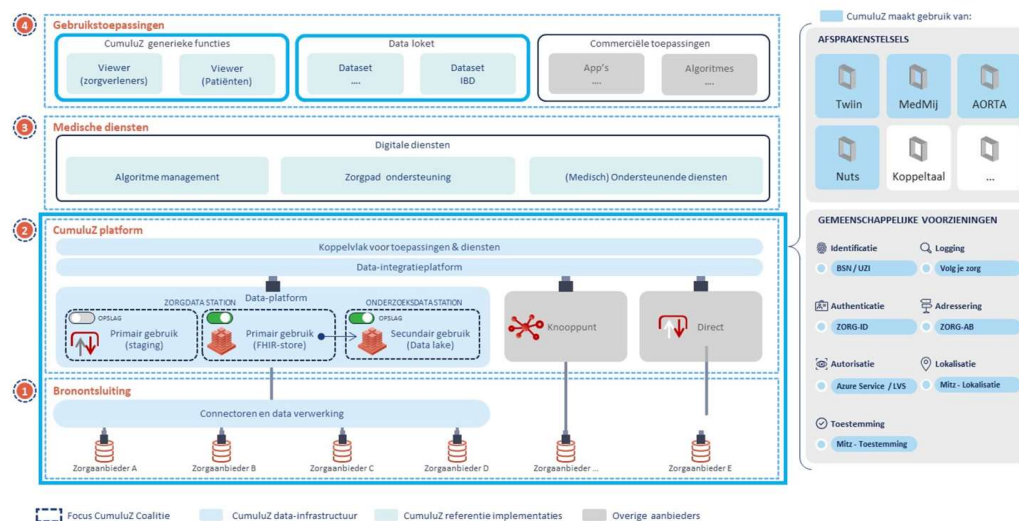 4
Gebruikstoepassingen
CumuluZ generieke functies
Viewer
(zorgverleners)
Viewer
(Patiënten)
Data loket
Dataset
....
Dataset
IBD
Commerciële toepassingen
App's
....
Algoritmes
....
3
Medische diensten
Digitale diensten
Algoritme management
Zorgpad ondersteuning
(Medisch) Ondersteunende diensten
2
CumuluZ platform
Koppelvlak voor toepassingen & diensten
Data-integratieplatform
Data-platform
ZORGDATA STATION
ONDERZOEKSDATA STATION
OPSLAG
Primair gebruik
(staging)
OPSLAG
Primair gebruik
(FHIR-store)
OPSLAG
Secundair gebruik
(Data lake)
Knooppunt
Direct
1
Bronontsluiting
Connectoren en data verwerking
Zorgaanbieder A
Zorgaanbieder B
Zorgaanbieder C
Zorgaanbieder D
Zorgaanbieder ...
Zorgaanbieder E
Focus CumuluZ Coalitie
CumuluZ data-infrastructuur
CumuluZ referentie implementaties
Overige aanbieders
CumuluZ maakt gebruik van:
AFSPRAKENSTELSELS
Twiin
MedMij
AORTA
Nuts
Koppeltaal
...
GEMEENSCHAPPELIJKE VOORZIENINGEN
Identificatie
BSN / UZI
Logging
Volg je zorg
Authenticatie
ZORG-ID
Adressering
ZORG-AB
Autorisatie
Azure Service / LVS
Lokalisatie
Mitz - Lokalisatie
Toestemming
Mitz - Toestemming